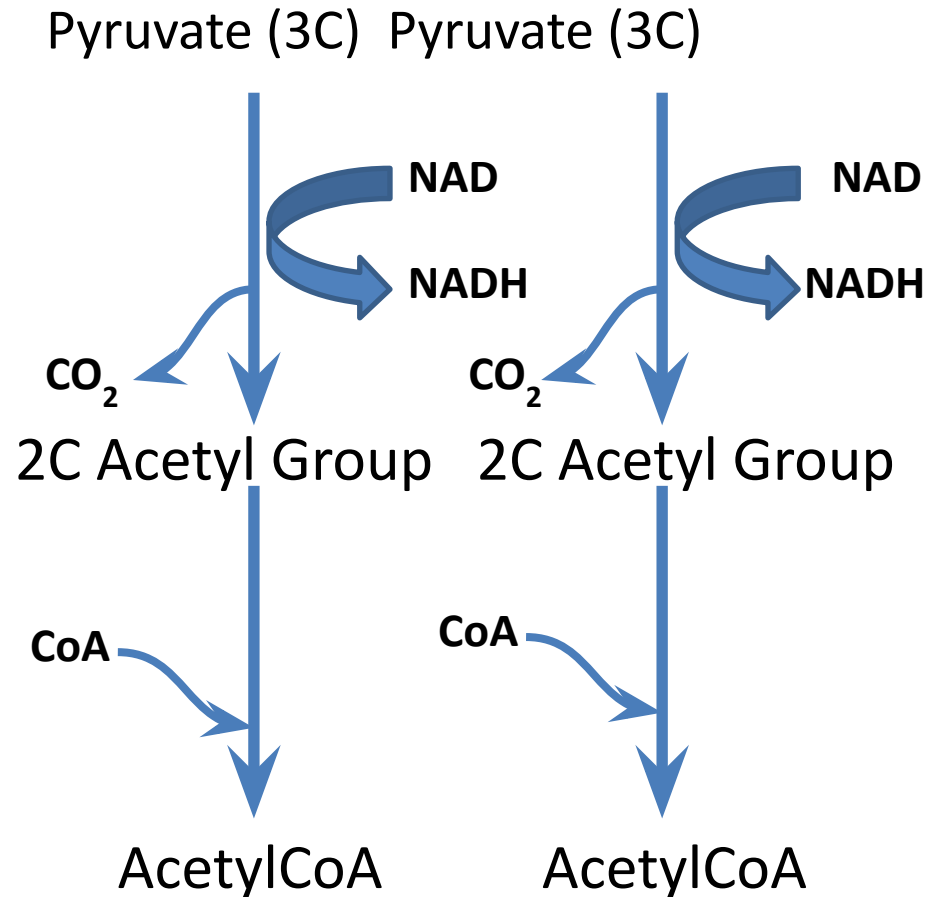 Pyruvate (3C) Pyruvate (3C)
NAD NAD
NADH NADH
CO₂ CO₂
2C Acetyl Group 2C Acetyl Group
CoA CoA
AcetylCoA AcetylCoA